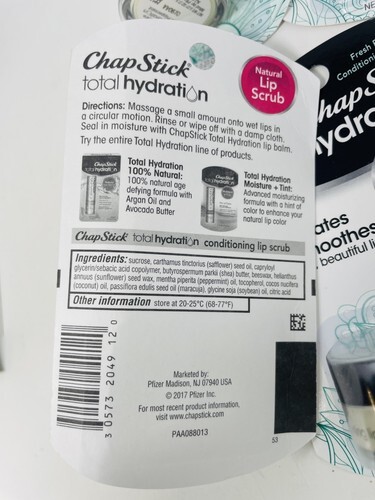 ChapStick
total hydration
Natural
Lip
Scrub
Directions: Massage a small amount onto wet lips in
a circular motion. Rinse or wipe off with a damp cloth.
Seal in moisture with ChapStick Total Hydration lip balm.
Try the entire Total Hydration line of products.
Total Hydration
100% Natural:
100% natural age
defying formula with
Argan Oil and
Avocado Butter
Total Hydration
Moisture + Tint:
Advanced moisturizing
formula with a hint of
color to enhance your
natural lip color
ChapStick total hydration conditioning lip scrub
Ingredients: sucrose, carthamus tinctorius (safflower) seed oil, capryloyl
glycerin/sebacic acid copolymer, butyrospermum parkii (shea) butter, beeswax, helianthus
annuus (sunflower) seed wax, mentha piperita (peppermint) oil, tocopherol, cocos nucifera
(coconut) oil, passiflora edulis seed oil (maracuja), glycine soja (soybean) oil, citric acid
Other information store at 20-25°C (68-77°F)
3 0573 2049 12 0
Marketed by:
Pfizer Madison, NJ 07940 USA
© 2017 Pfizer Inc.
For most recent product information,
visit www.chapstick.com
PAA088013
53
Fresh
Conditioni
hapS
hydr
ates
moothes
beautiful li